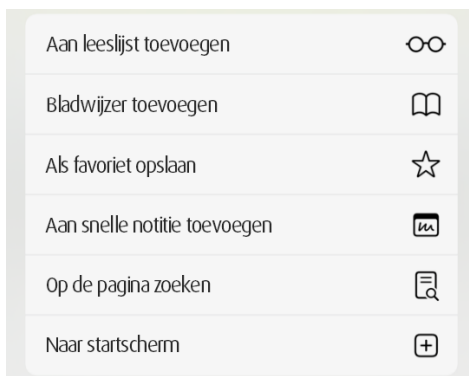 Aan leeslijst toevoegen
Bladwijzer toevoegen
Als favoriet opslaan
Aan snelle notitie toevoegen
Op de pagina zoeken
Naar startscherm